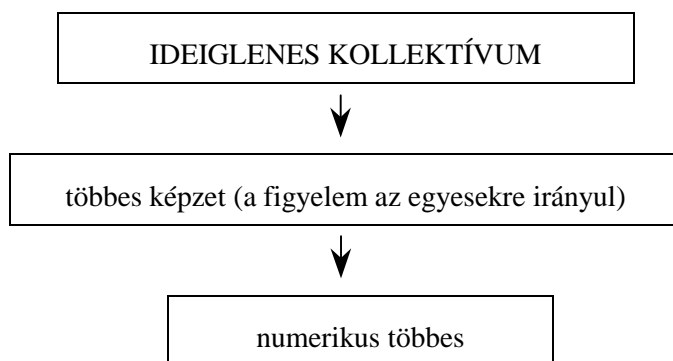 IDEIGLENES KOLLEKTÍVUM
többes képzet (a figyelem az egyesekre irányul)
numerikus többes